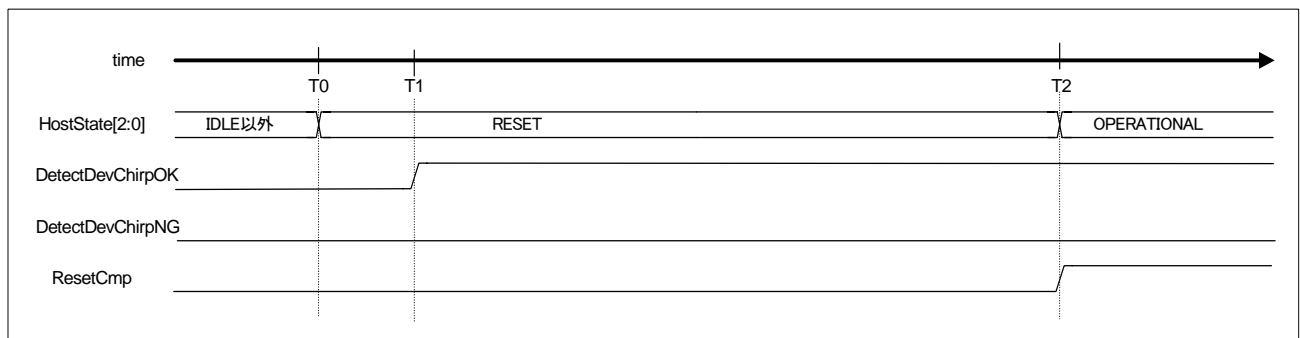 time
T0 T1 T2
HostState[2:0] IDLE以外 RESET OPERATIONAL
DetectDevChirpOK
DetectDevChirpNG
ResetCmp